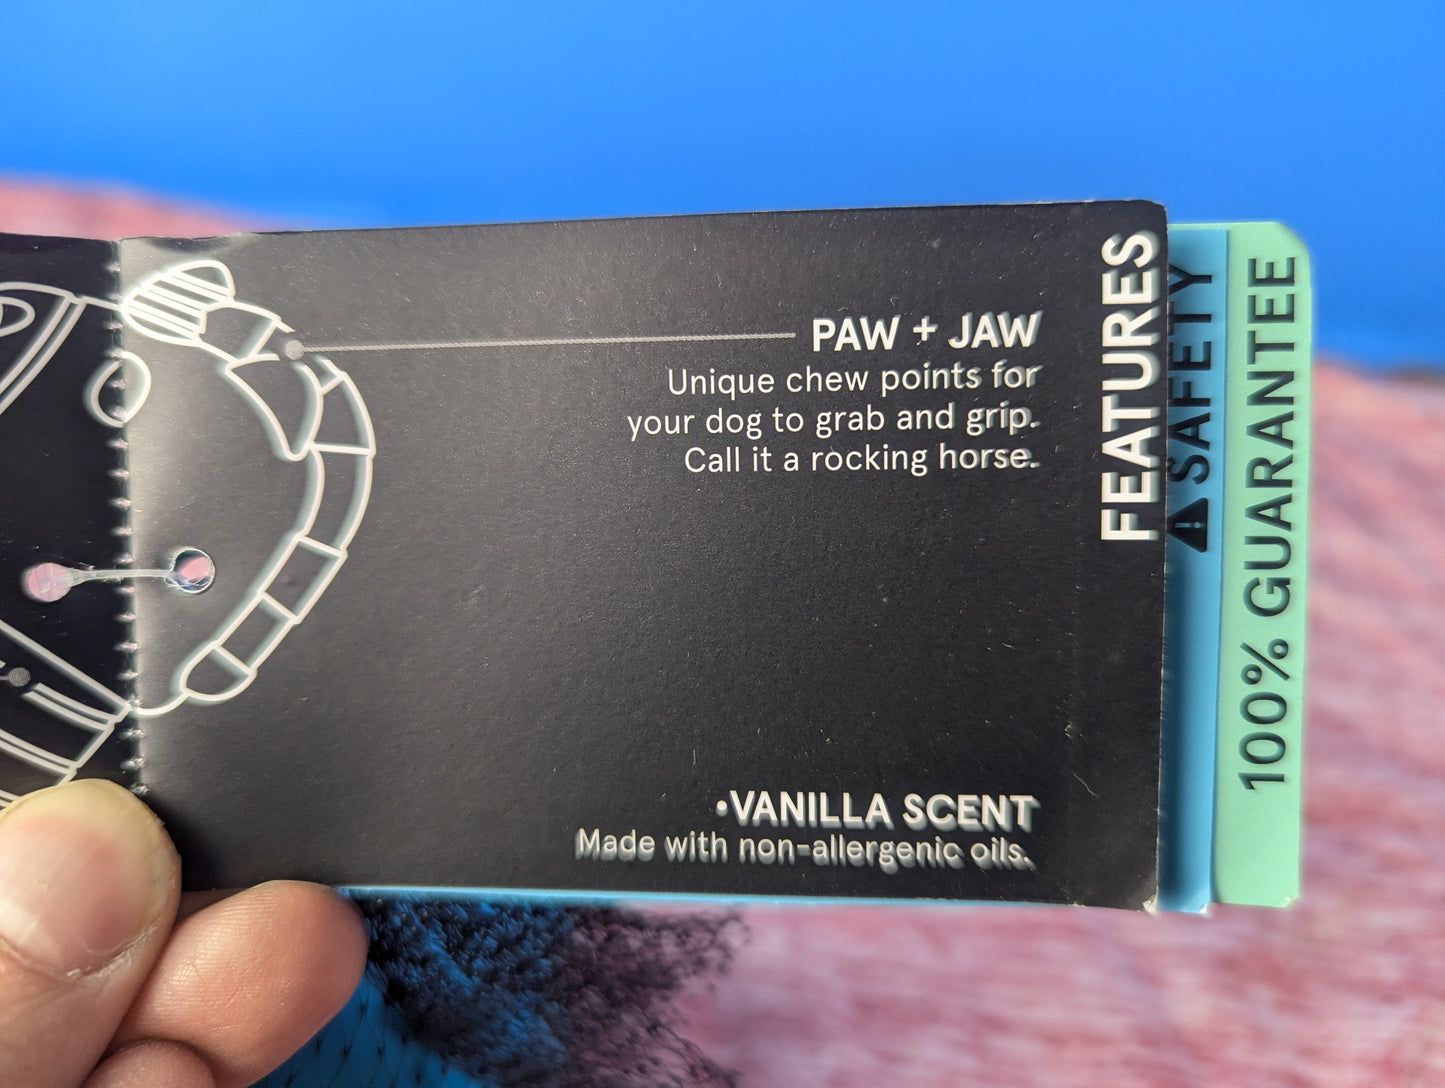 PAW + JAW
Unique chew points for
your dog to grab and grip.
Call it a rocking horse.
•VANILLA SCENT
Made with non-allergenic oils.
FEATURES
SAFETY
100% GUARANTEE